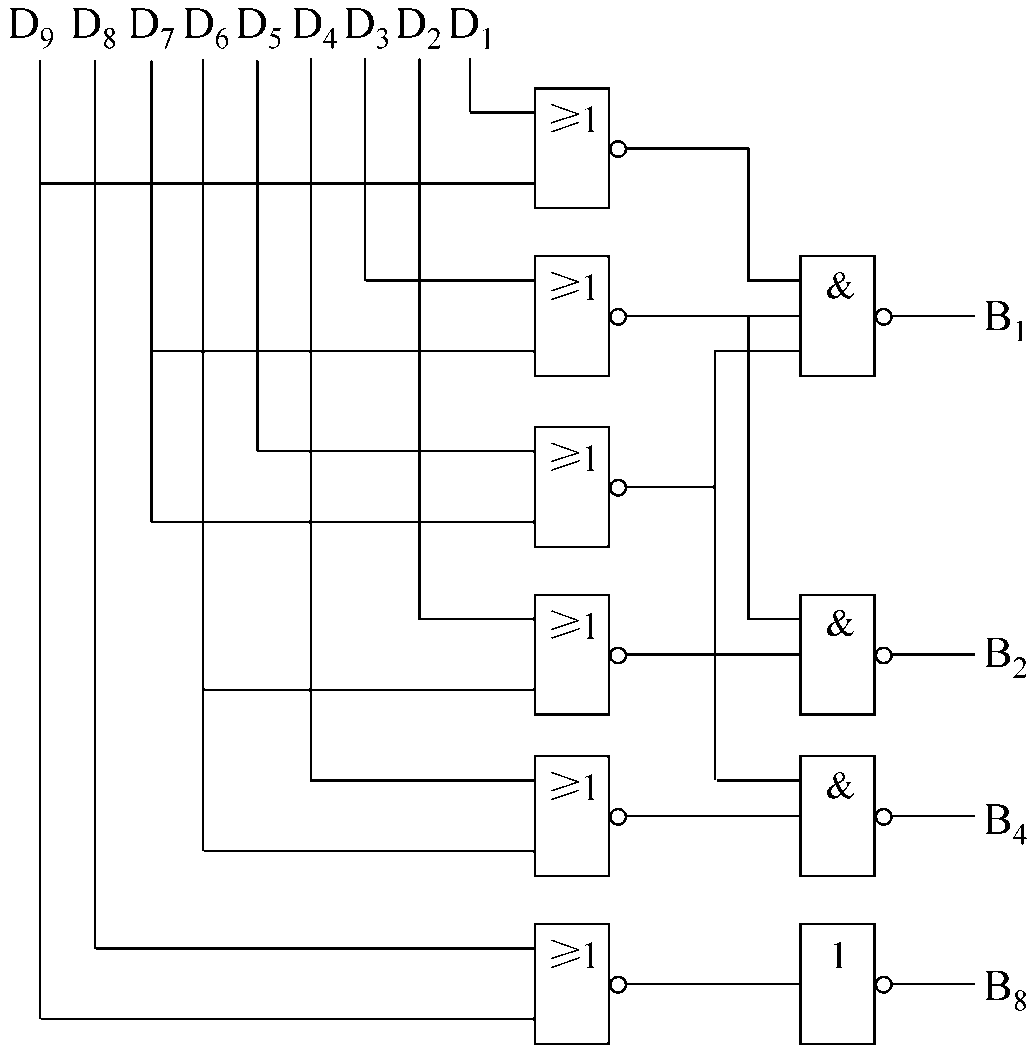 D₉ D₈ D₇ D₆ D₅ D₄ D₃ D₂ D₁
≥1
≥1
&
B₁
≥1
≥1
&
B₂
≥1
&
B₄
≥1
1
B₈